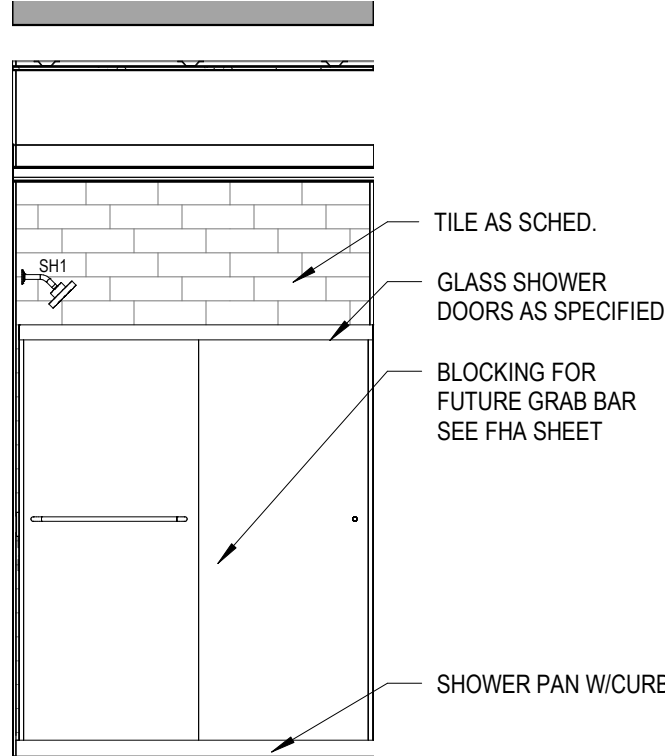 TILE AS SCHED.
SH1
GLASS SHOWER
DOORS AS SPECIFIED
BLOCKING FOR
FUTURE GRAB BAR
SEE FHA SHEET
SHOWER PAN W/CURB